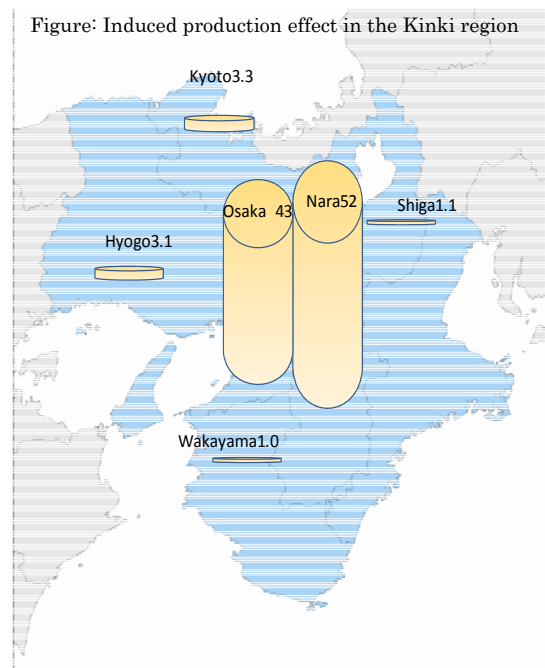 Figure: Induced production effect in the Kinki region
Kyoto3.3
Osaka 43
Nara52
Shiga1.1
Hyogo3.1
Wakayama1.0